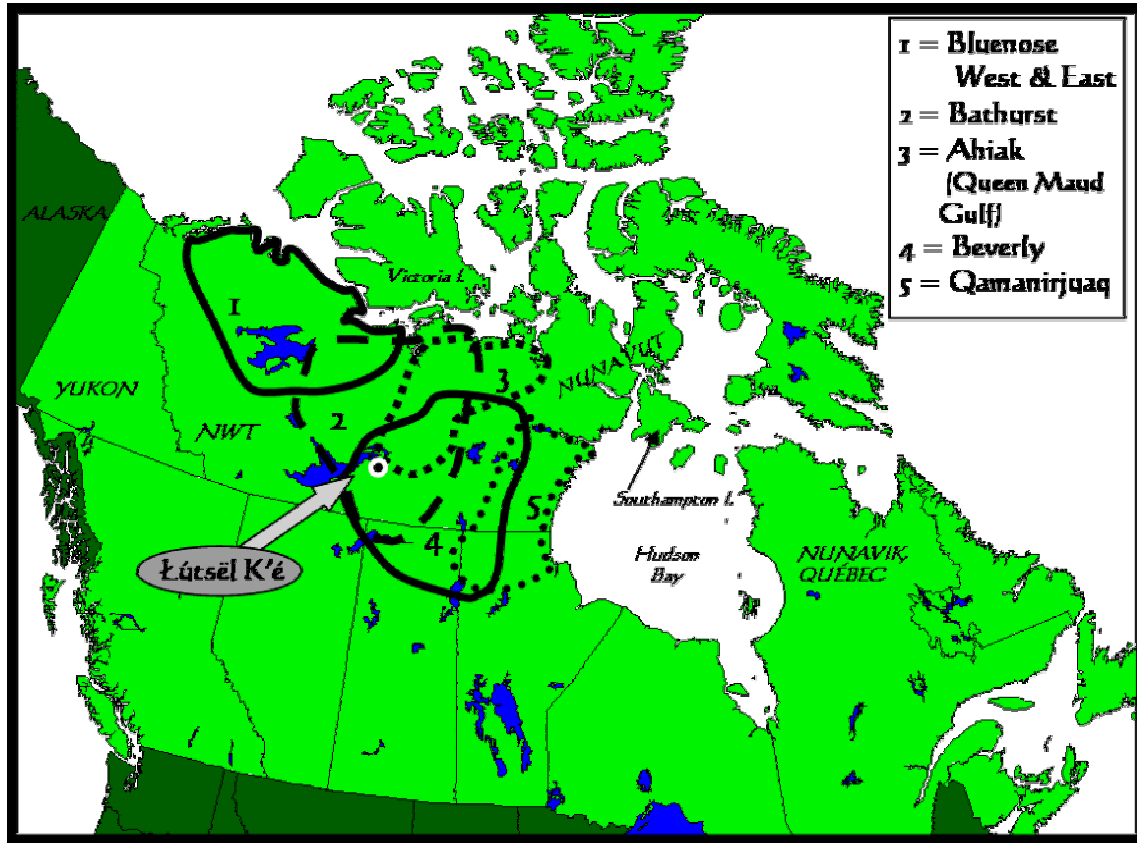 1 = Bluenose
West & East
2 = Bathurst
3 = Ahiak
(Queen Maud
Gulf)
4 = Beverly
5 = Qamanirjuaq
ALASKA
Victoria I.
1
YUKON
NWT
2
3
NUNAVUT
4
5
Southampton I.
Łútsël K'é
Hudson
Bay
NUNAVIK,
QUÉBEC